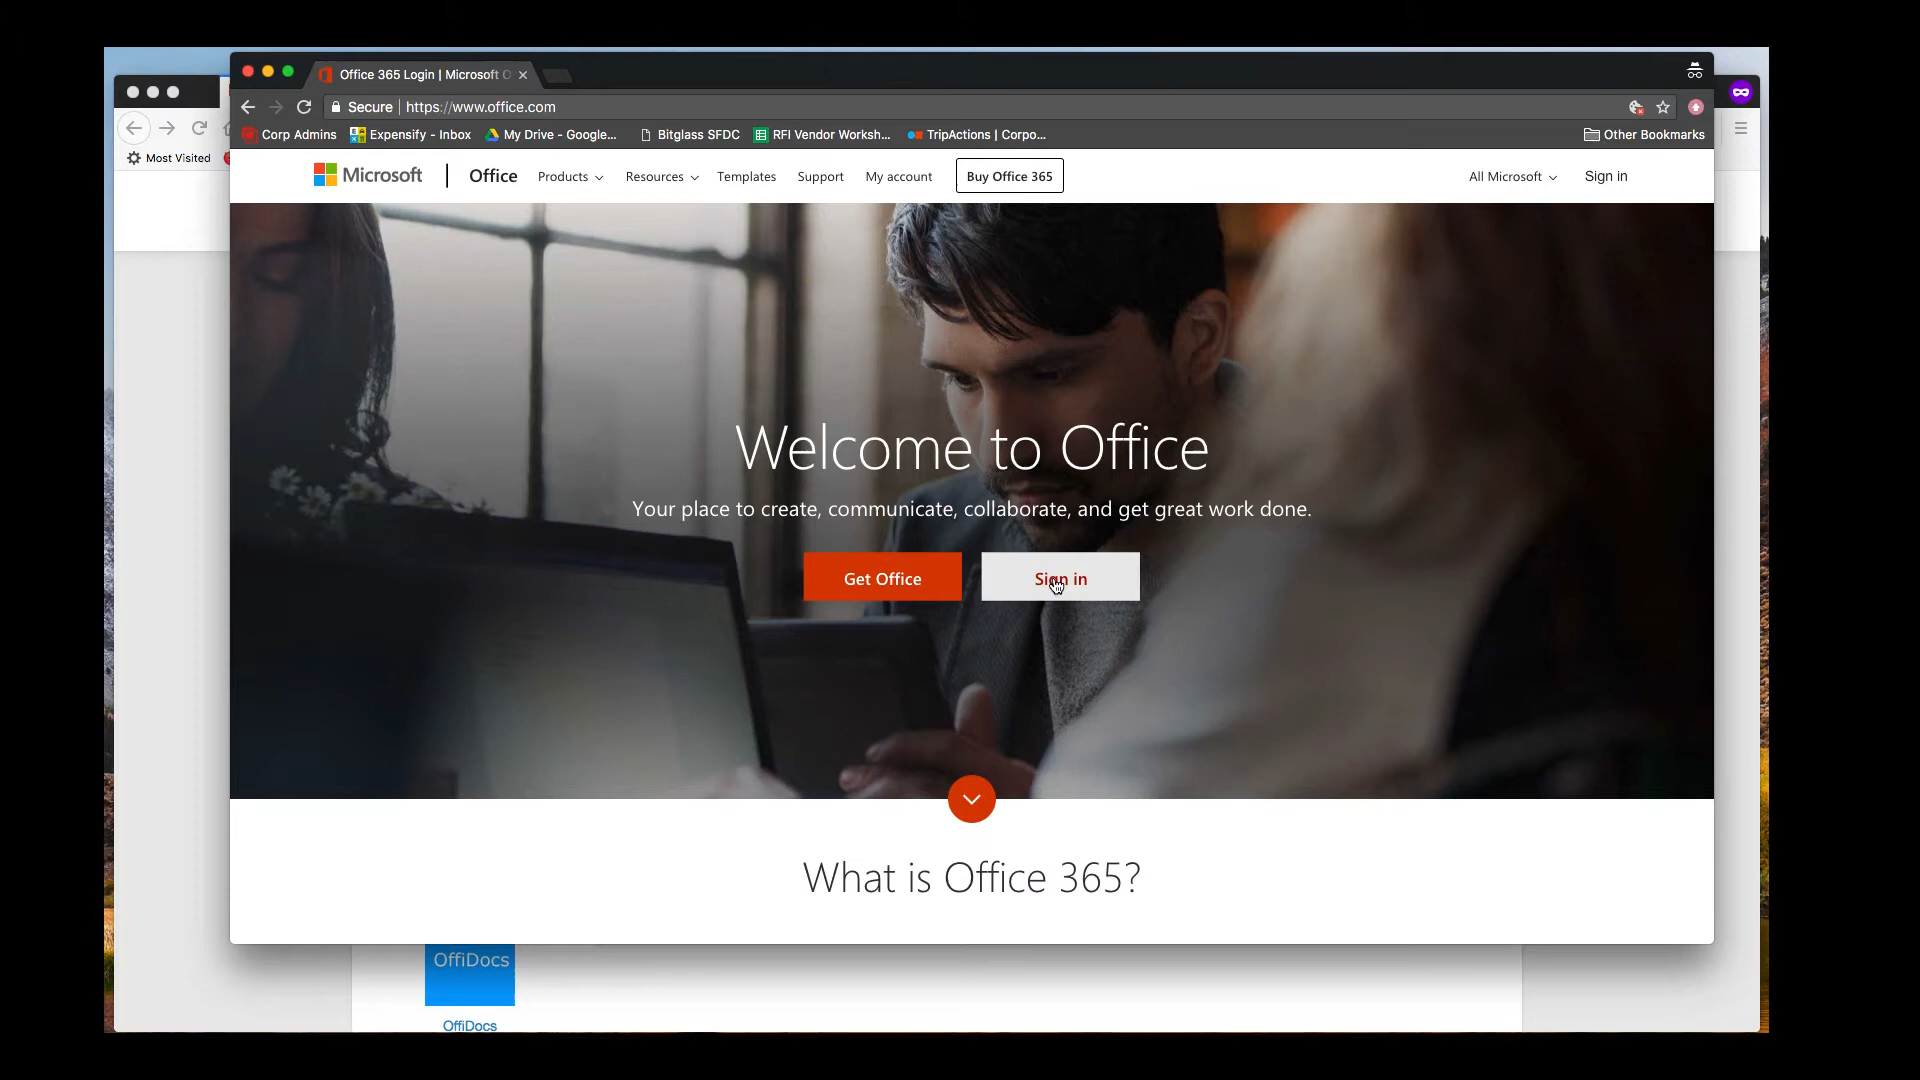 Office 365 Login | Microsoft O
Secure | https://www.office.com
Corp Admins Expensify - Inbox My Drive - Google... Bitglass SFDC RFI Vendor Worksh... TripActions | Corpo... Other Bookmarks
Most Visited
Microsoft Office Products Resources Templates Support My account Buy Office 365 All Microsoft Sign in
Welcome to Office
Your place to create, communicate, collaborate, and get great work done.
Get Office Sign in
What is Office 365?
OffiDocs
OffiDocs